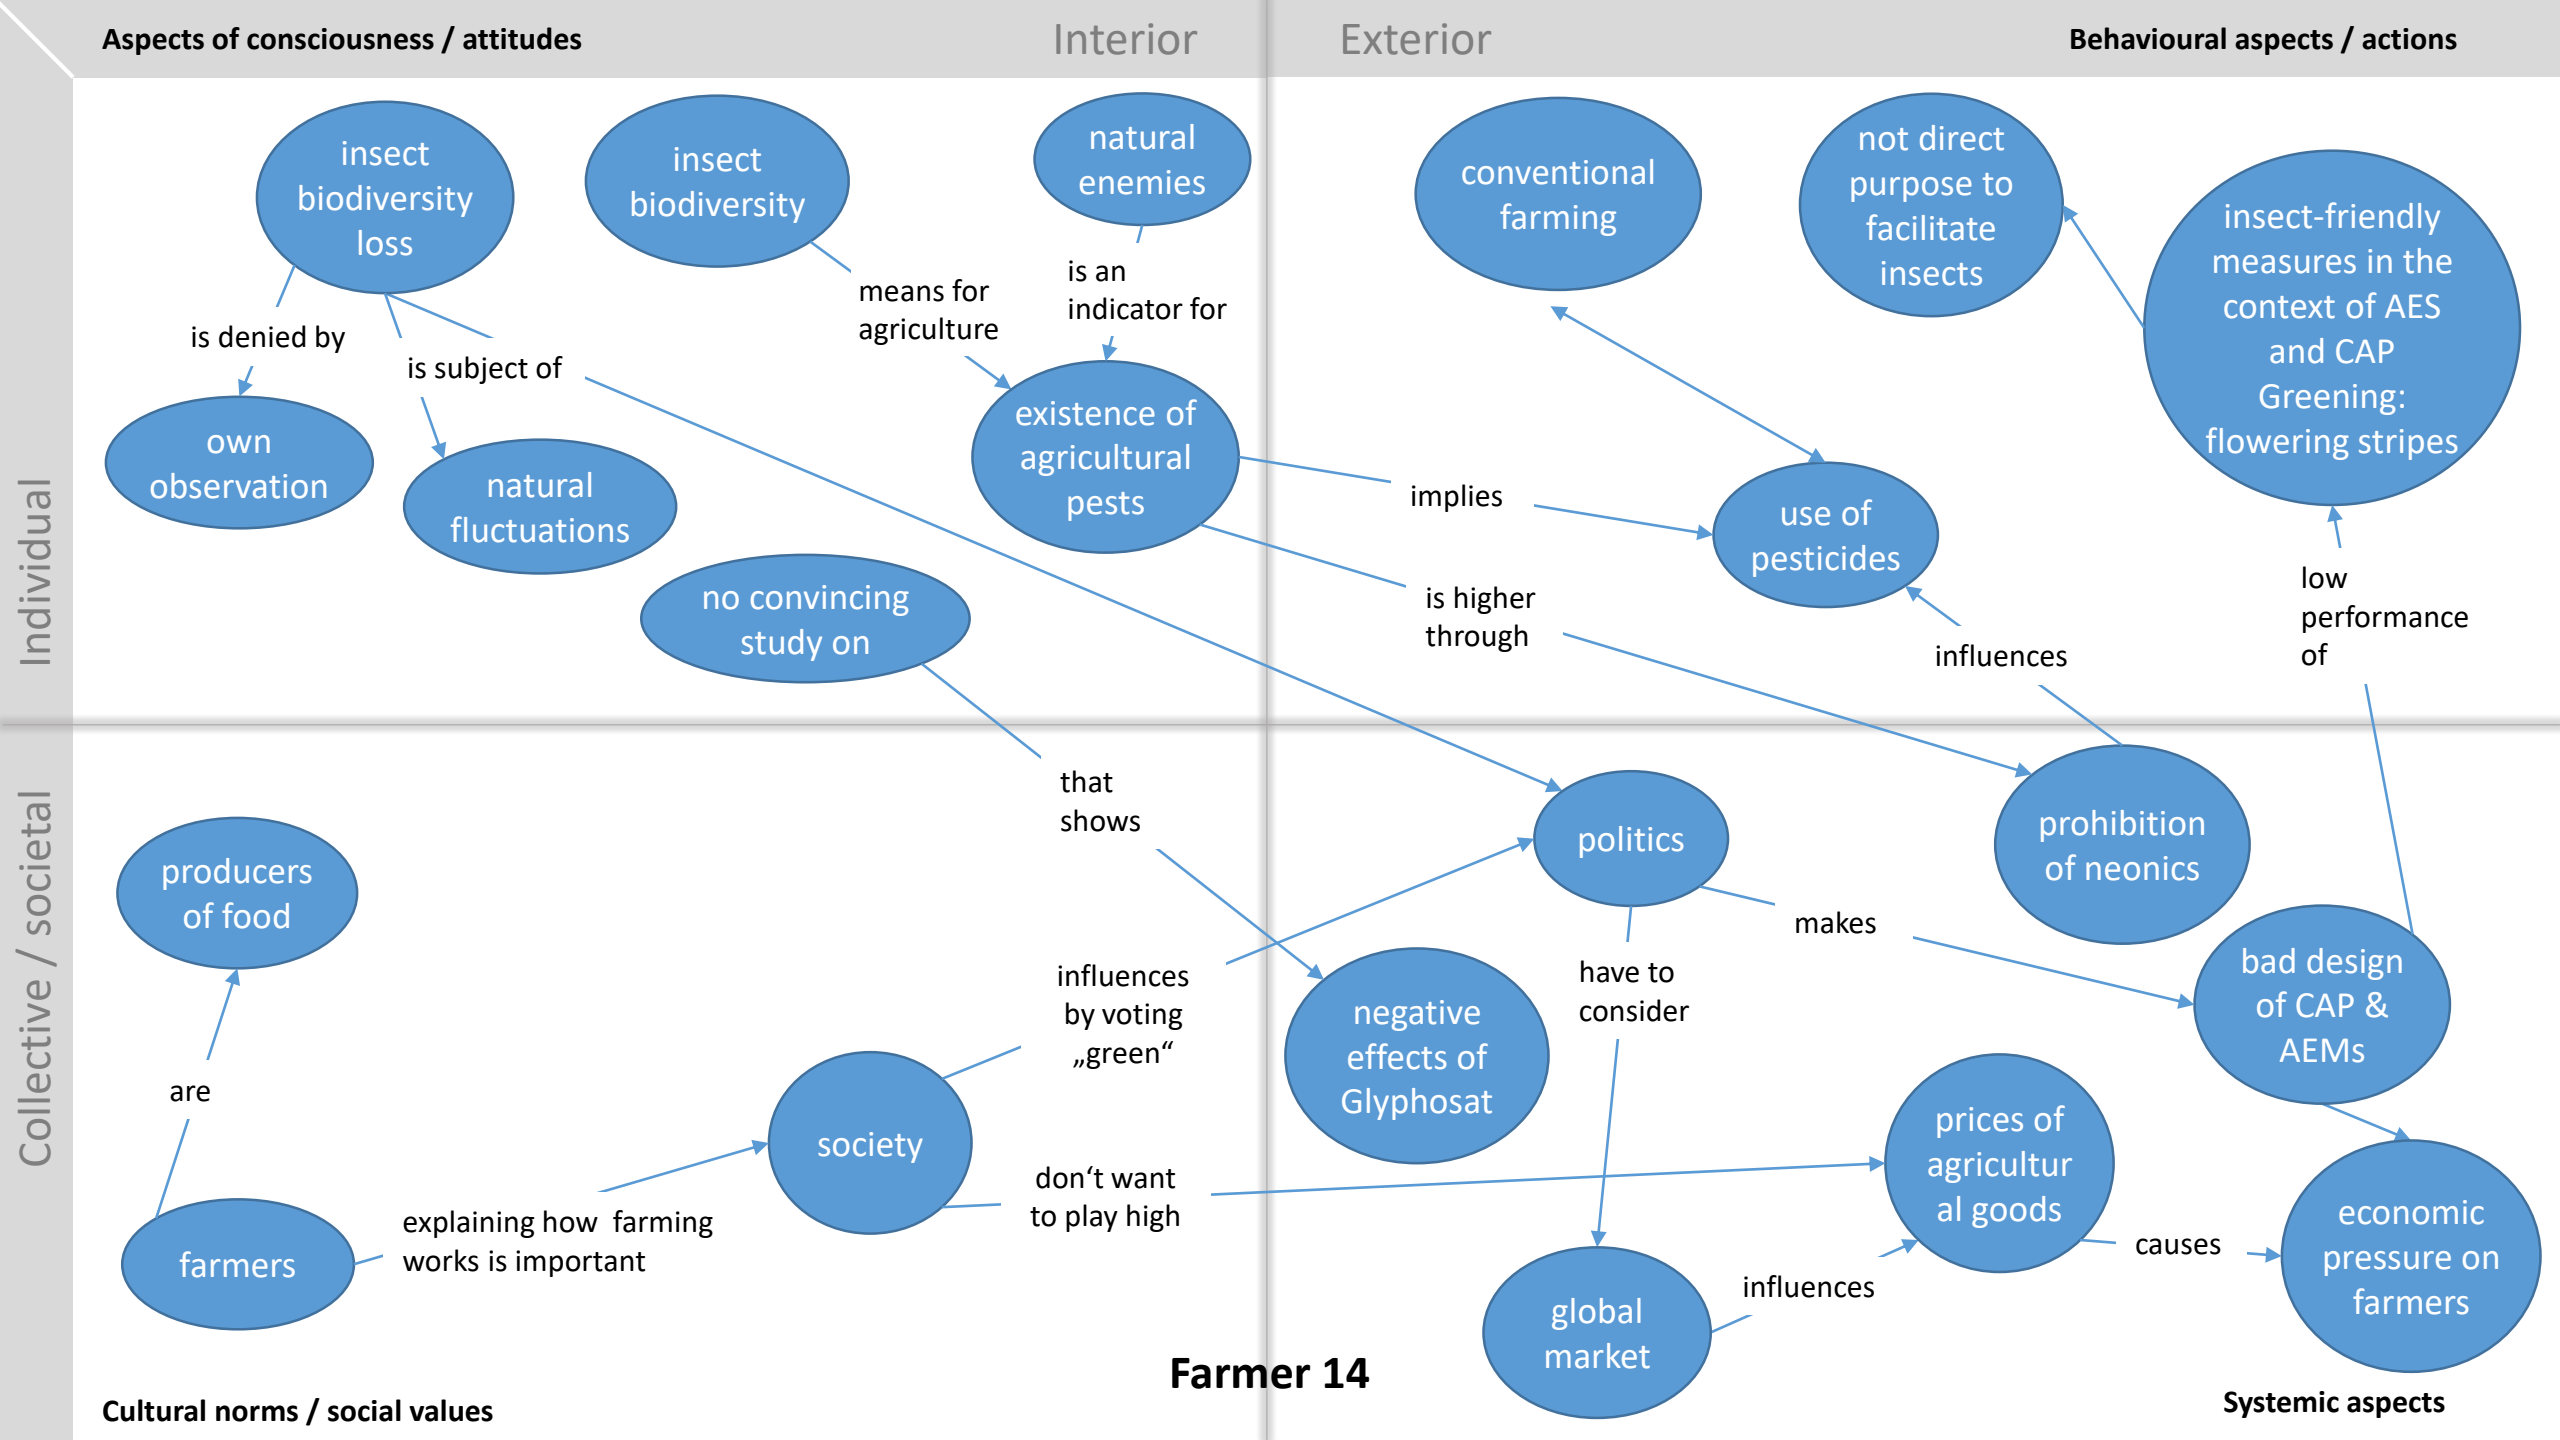 Aspects of consciousness / attitudes
Interior
Exterior
Behavioural aspects / actions
Individual
Collective / societal
insect
biodiversity
loss
insect
biodiversity
natural
enemies
is denied by
is subject of
means for
agriculture
is an
indicator for
own
observation
natural
fluctuations
existence of
agricultural
pests
no convincing
study on
conventional
farming
not direct
purpose to
facilitate
insects
insect-friendly
measures in the
context of AES
and CAP
Greening:
flowering stripes
implies
use of
pesticides
is higher
through
influences
low
performance
of
that
shows
producers
of food
are
farmers
explaining how  farming
works is important
society
influences
by voting
„green“
don‘t want
to play high
politics
prohibition
of neonics
makes
have to
consider
negative
effects of
Glyphosat
bad design
of CAP &
AEMs
prices of
agricultur
al goods
causes
economic
pressure on
farmers
influences
global
market
Farmer 14
Cultural norms / social values
Systemic aspects